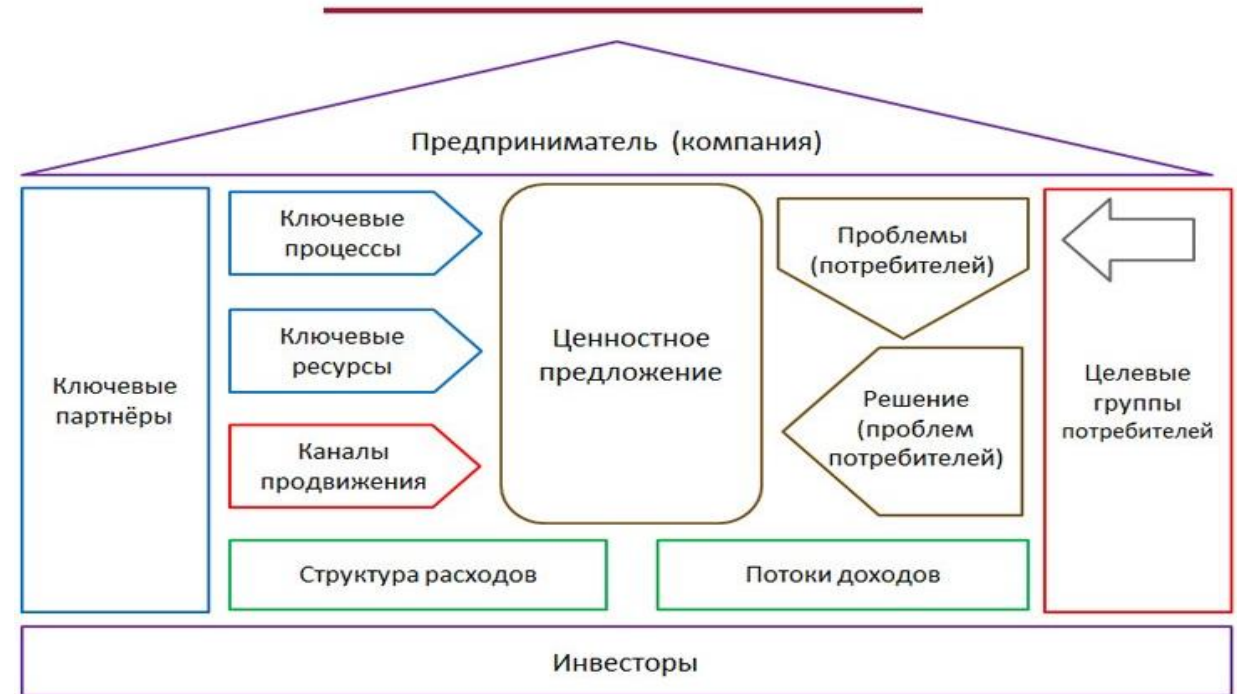 Предприниматель (компания)
Ключевые
партнёры
Ключевые
процессы
Ключевые
ресурсы
Каналы
продвижения
Ценностное
предложение
Проблемы
(потребителей)
Решение
(проблем
потребителей)
Целевые
группы
потребителей
Структура расходов
Потоки доходов
Инвесторы